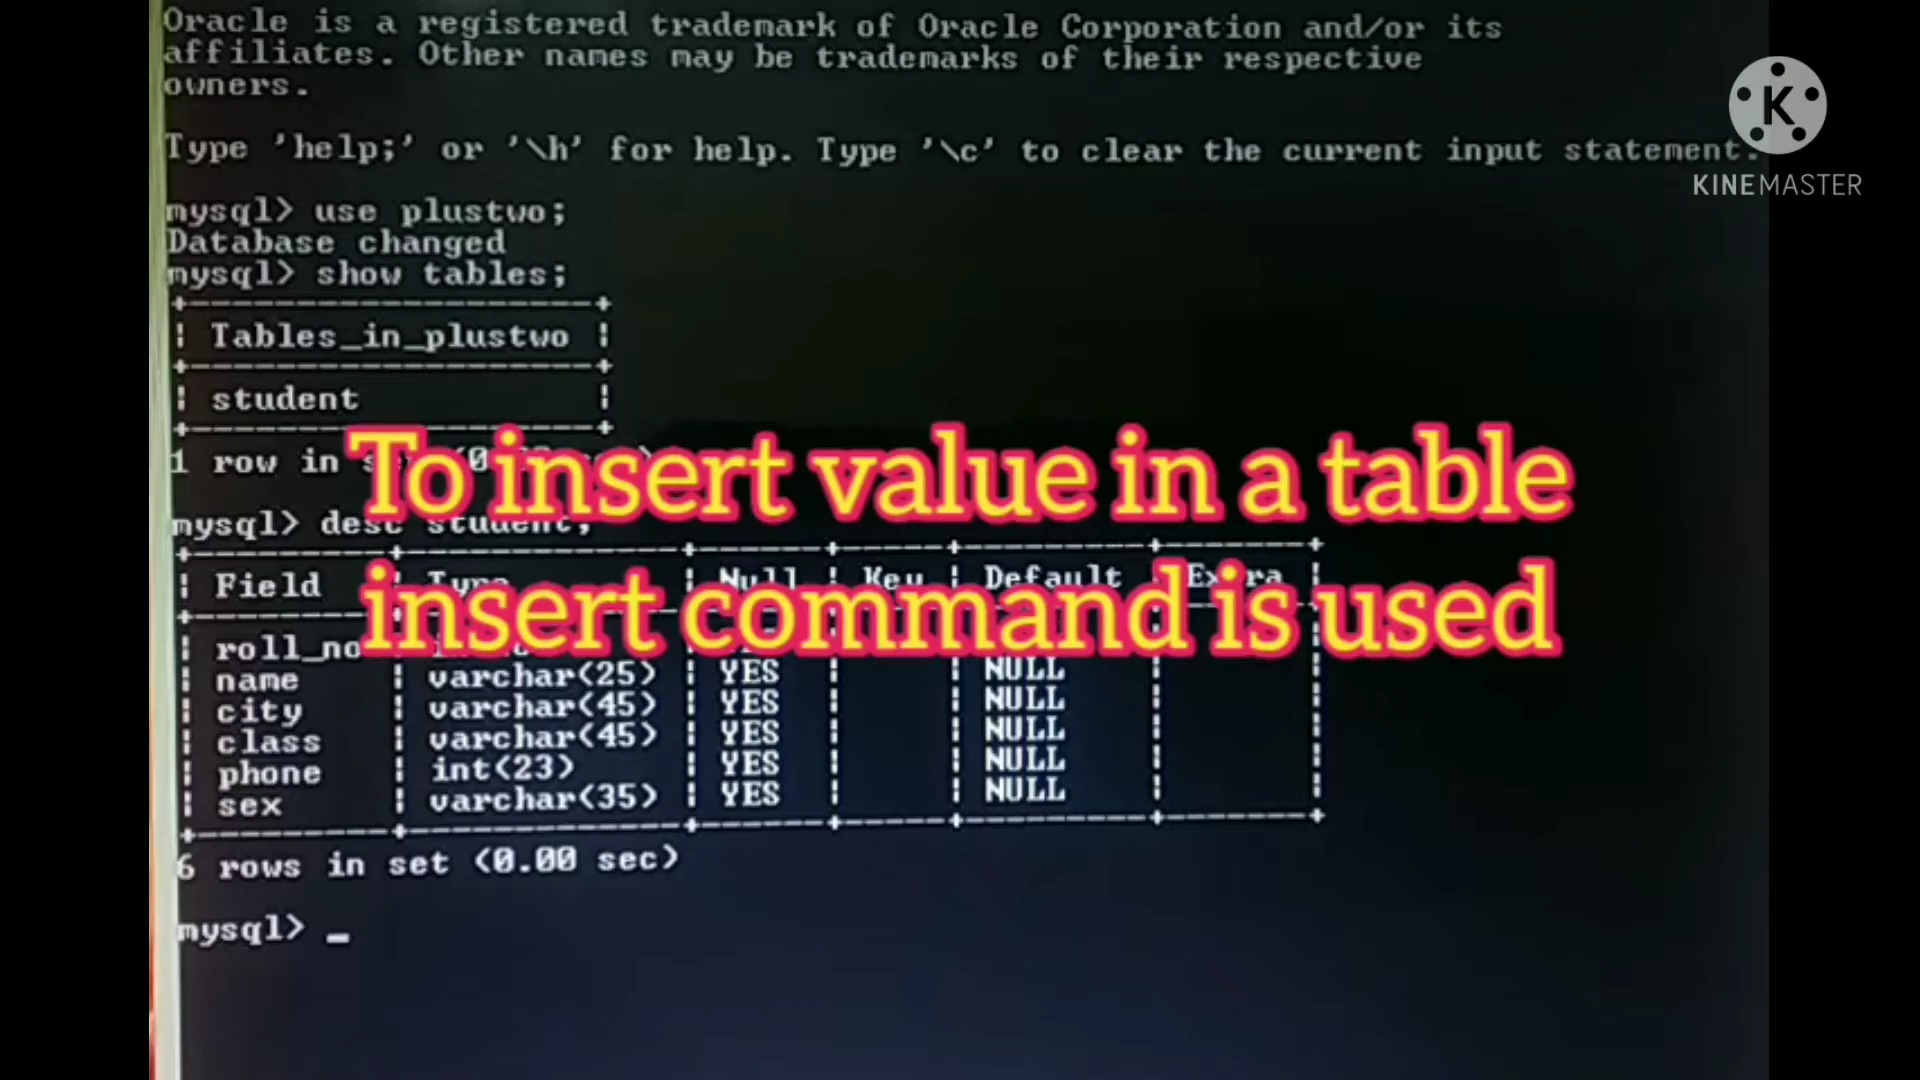 Oracle is a registered trademark of Oracle Corporation and/or its
affiliates. Other names may be trademarks of their respective
owners.
Type 'help;' or '\h' for help. Type '\c' to clear the current input statement.
KINEMASTER
mysql> use plustwo;
Database changed
mysql> show tables;
Tables_in_plustwo
student
1 row in
To insert value in a table
mysql> desc student;
Field Type Null Key Default Extra
insert command is used
roll_no
name varchar(25) YES NULL
city varchar(45) YES NULL
class varchar(45) YES NULL
phone int(23) YES NULL
sex varchar(35) YES NULL
6 rows in set (0.00 sec)
mysql> _